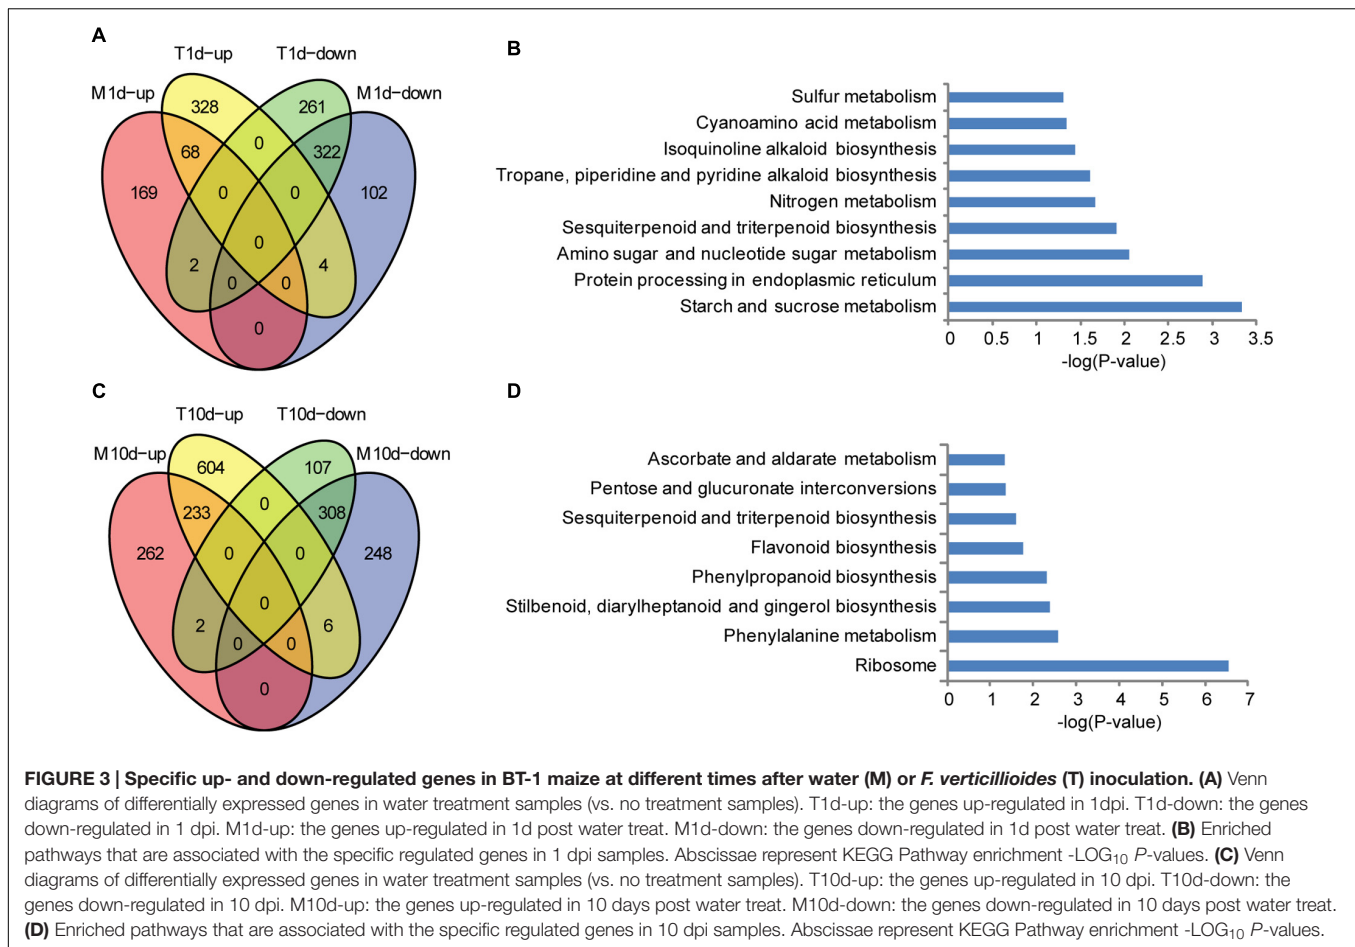 A
T1d−up T1d−down
M1d−up M1d−down
328 261
0
68 322
169 0 0 102
0
2 4
0 0
0
B
Sulfur metabolism
Cyanoamino acid metabolism
Isoquinoline alkaloid biosynthesis
Tropane, piperidine and pyridine alkaloid biosynthesis
Nitrogen metabolism
Sesquiterpenoid and triterpenoid biosynthesis
Amino sugar and nucleotide sugar metabolism
Protein processing in endoplasmic reticulum
Starch and sucrose metabolism
0 0.5 1 1.5 2 2.5 3 3.5
-log(P-value)
C
T10d−up T10d−down
M10d−up M10d−down
604 107
0
233 308
262 0 0 248
0
2 6
0 0
0
D
Ascorbate and aldarate metabolism
Pentose and glucuronate interconversions
Sesquiterpenoid and triterpenoid biosynthesis
Flavonoid biosynthesis
Phenylpropanoid biosynthesis
Stilbenoid, diarylheptanoid and gingerol biosynthesis
Phenylalanine metabolism
Ribosome
0 1 2 3 4 5 6 7
-log(P-value)
FIGURE 3 | Specific up- and down-regulated genes in BT-1 maize at different times after water (M) or F. verticillioides (T) inoculation. (A) Venn
diagrams of differentially expressed genes in water treatment samples (vs. no treatment samples). T1d-up: the genes up-regulated in 1dpi. T1d-down: the genes
down-regulated in 1 dpi. M1d-up: the genes up-regulated in 1d post water treat. M1d-down: the genes down-regulated in 1d post water treat. (B) Enriched
pathways that are associated with the specific regulated genes in 1 dpi samples. Abscissae represent KEGG Pathway enrichment -LOG10 P-values. (C) Venn
diagrams of differentially expressed genes in water treatment samples (vs. no treatment samples). T10d-up: the genes up-regulated in 10 dpi. T10d-down: the
genes down-regulated in 10 dpi. M10d-up: the genes up-regulated in 10 days post water treat. M10d-down: the genes down-regulated in 10 days post water treat.
(D) Enriched pathways that are associated with the specific regulated genes in 10 dpi samples. Abscissae represent KEGG Pathway enrichment -LOG10 P-values.